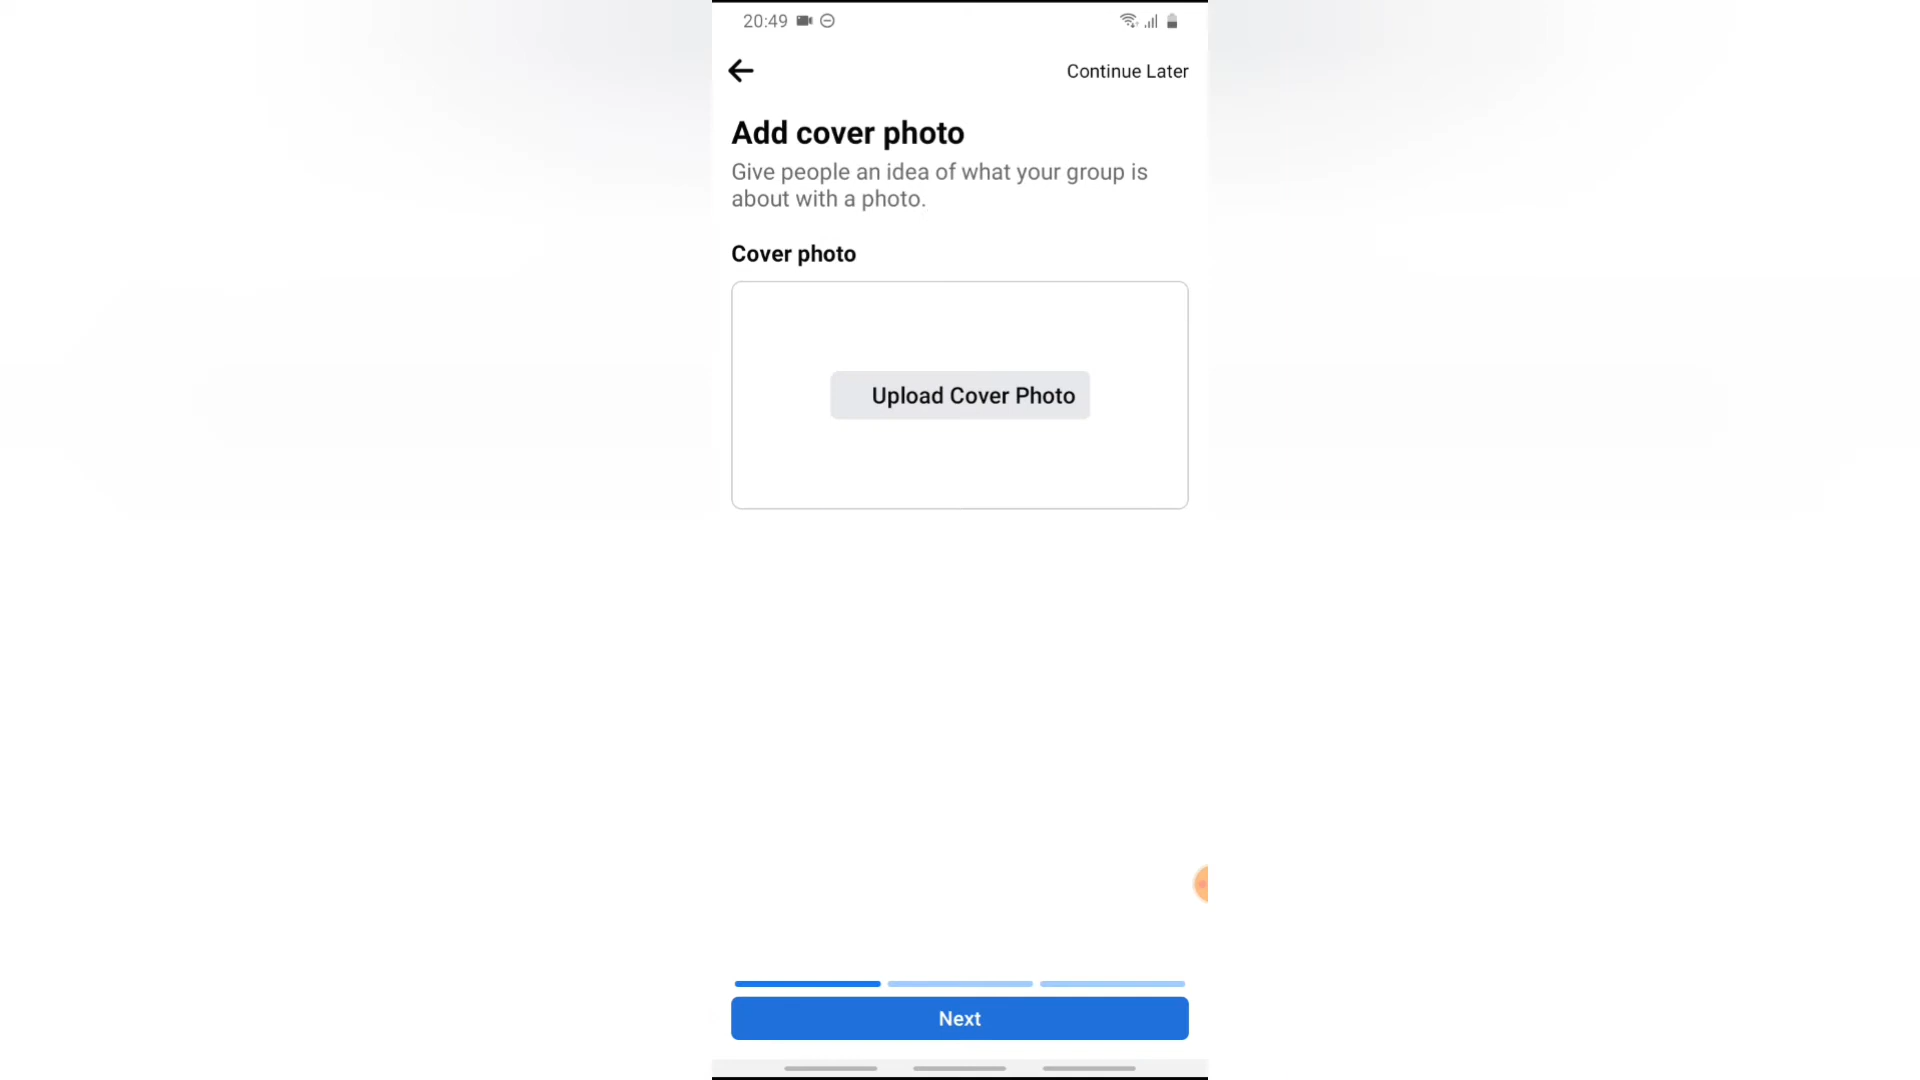 20:49
Continue Later
Add cover photo
Give people an idea of what your group is
about with a photo.
Cover photo
Upload Cover Photo
Next